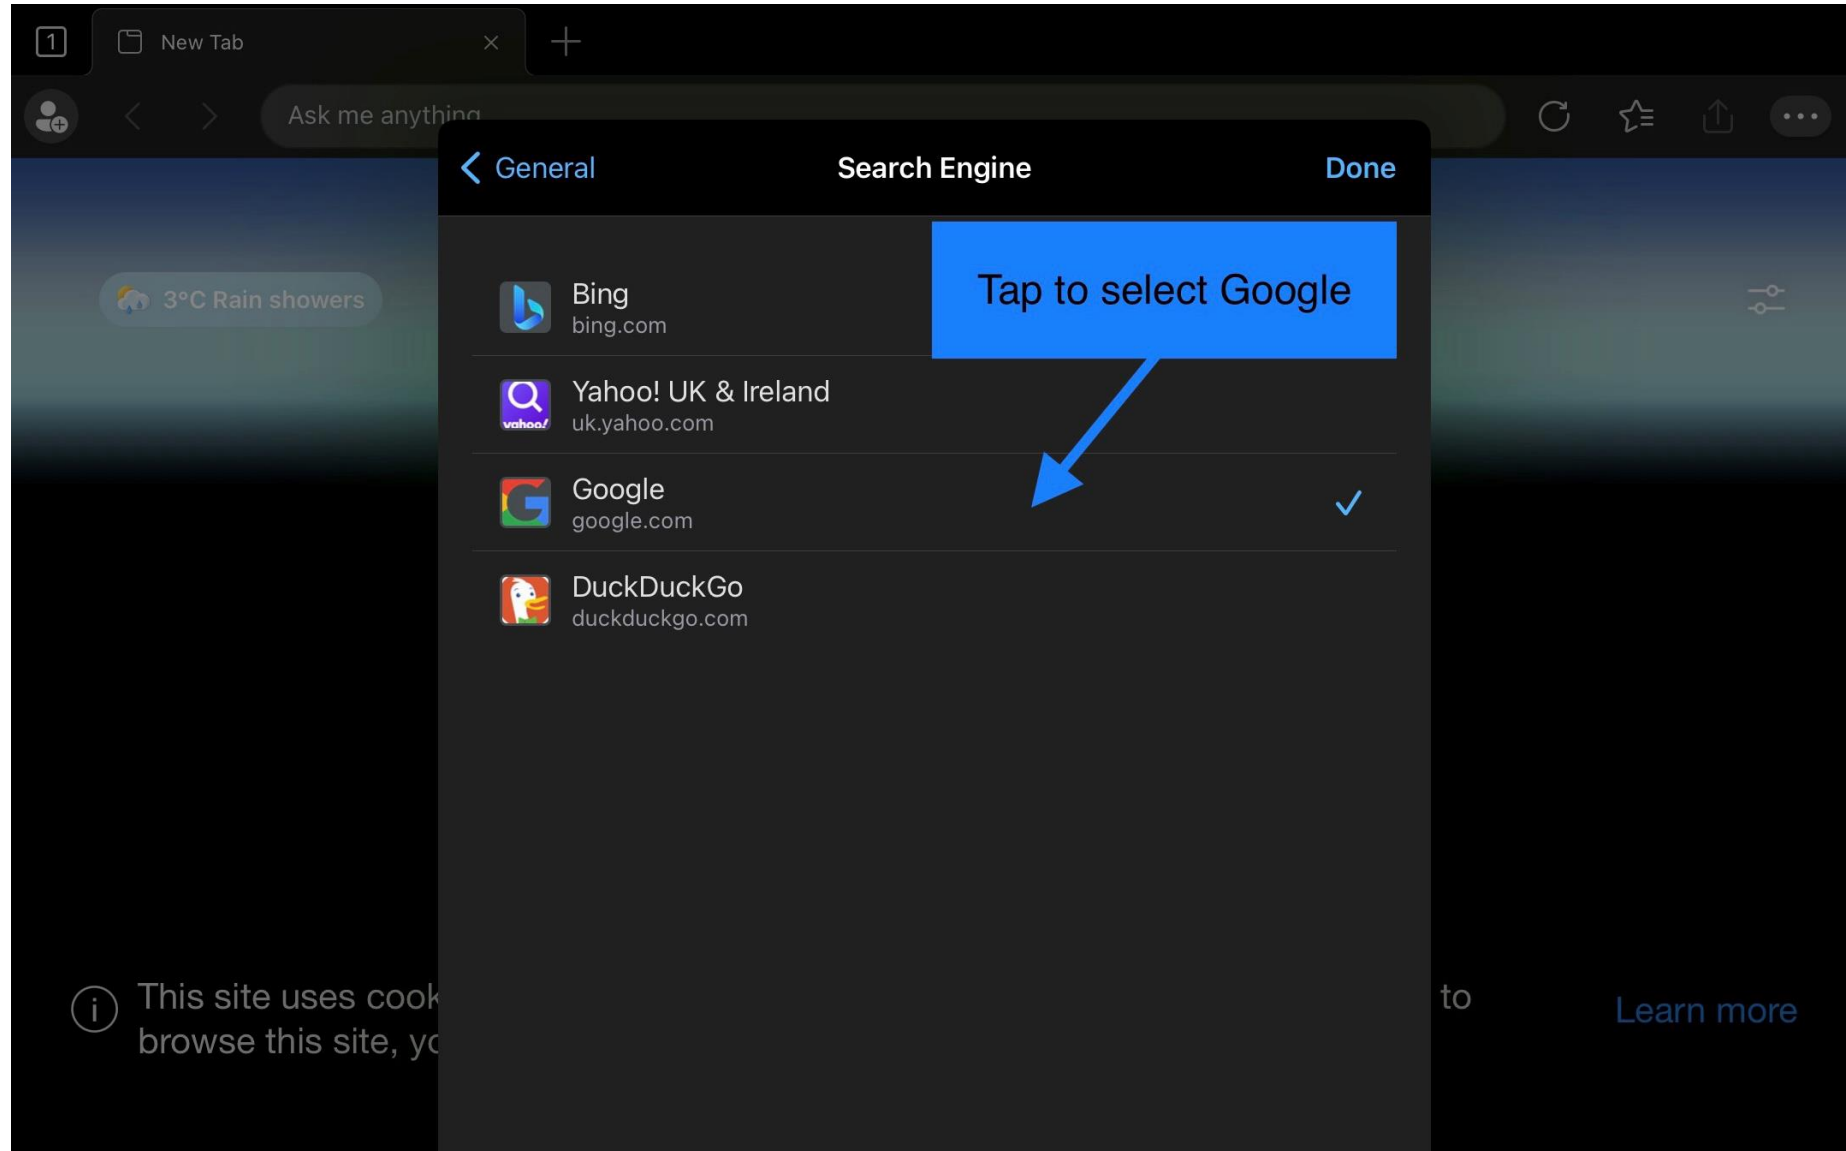 1
New Tab
Ask me anything
General
Search Engine
Done
3°C Rain showers
Tap to select Google
Bing
bing.com
yahoo!
Yahoo! UK & Ireland
uk.yahoo.com
Google
google.com
DuckDuckGo
duckduckgo.com
This site uses cook
to
browse this site, yo
Learn more